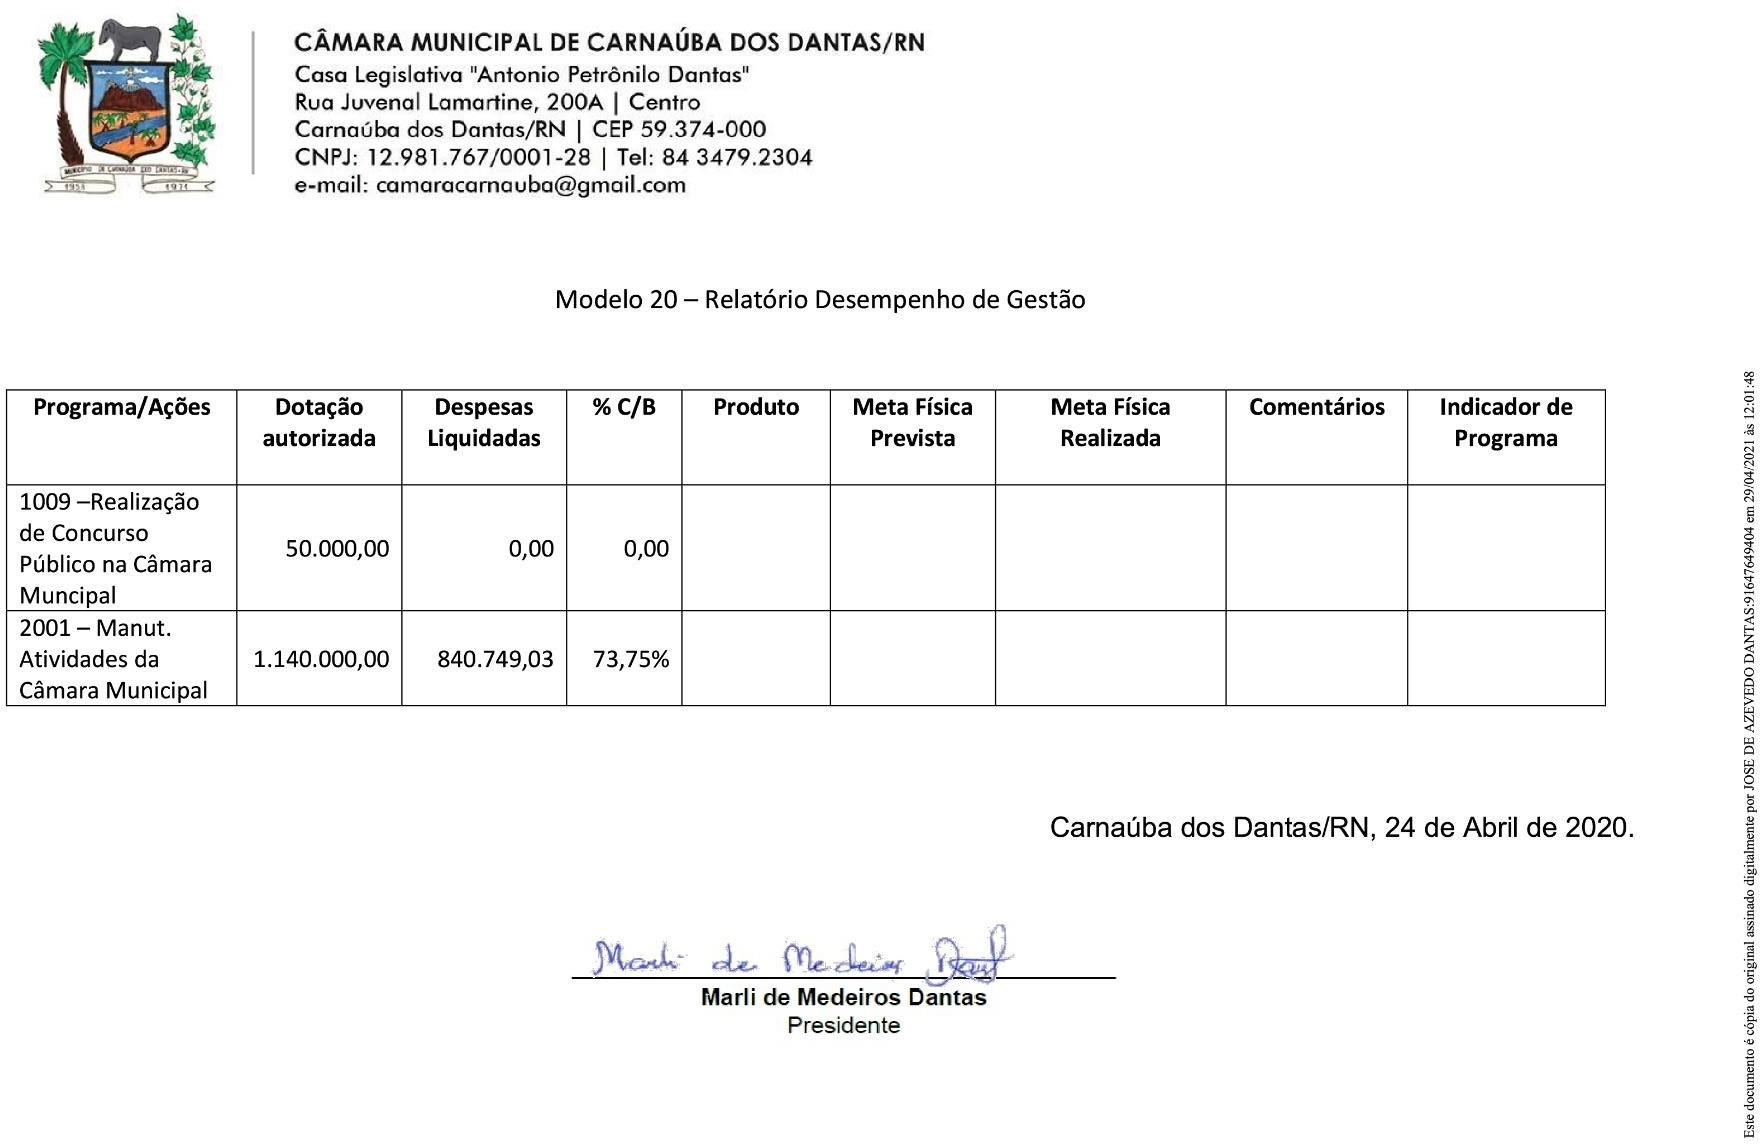 CÂMARA MUNICIPAL DE CARNAÚBA DOS DANTAS/RN
Casa Legislativa "Antonio Petrônilo Dantas"
Rua Juvenal Lamartine, 200A | Centro
Carnaúba dos Dantas/RN | CEP 59.374-000
CNPJ: 12.981.767/0001-28 | Tel: 84 3479.2304
e-mail: camaracarnauba@gmail.com
1953
1971
Modelo 20 – Relatório Desempenho de Gestão
Programa/Ações Dotação autorizada Despesas Liquidadas % C/B Produto Meta Física Prevista Meta Física Realizada Comentários Indicador de Programa
1009 –Realização
de Concurso
Público na Câmara
Muncipal
50.000,00 0,00 0,00
2001 – Manut.
Atividades da
Câmara Municipal
1.140.000,00 840.749,03 73,75%
Carnaúba dos Dantas/RN, 24 de Abril de 2020.
Marli de Medeiros Dantas
Presidente
Este documento é cópia do original assinado digitalmente por JOSE DE AZEVEDO DANTAS:91647649404 em 29/04/2021 às 12:01:48